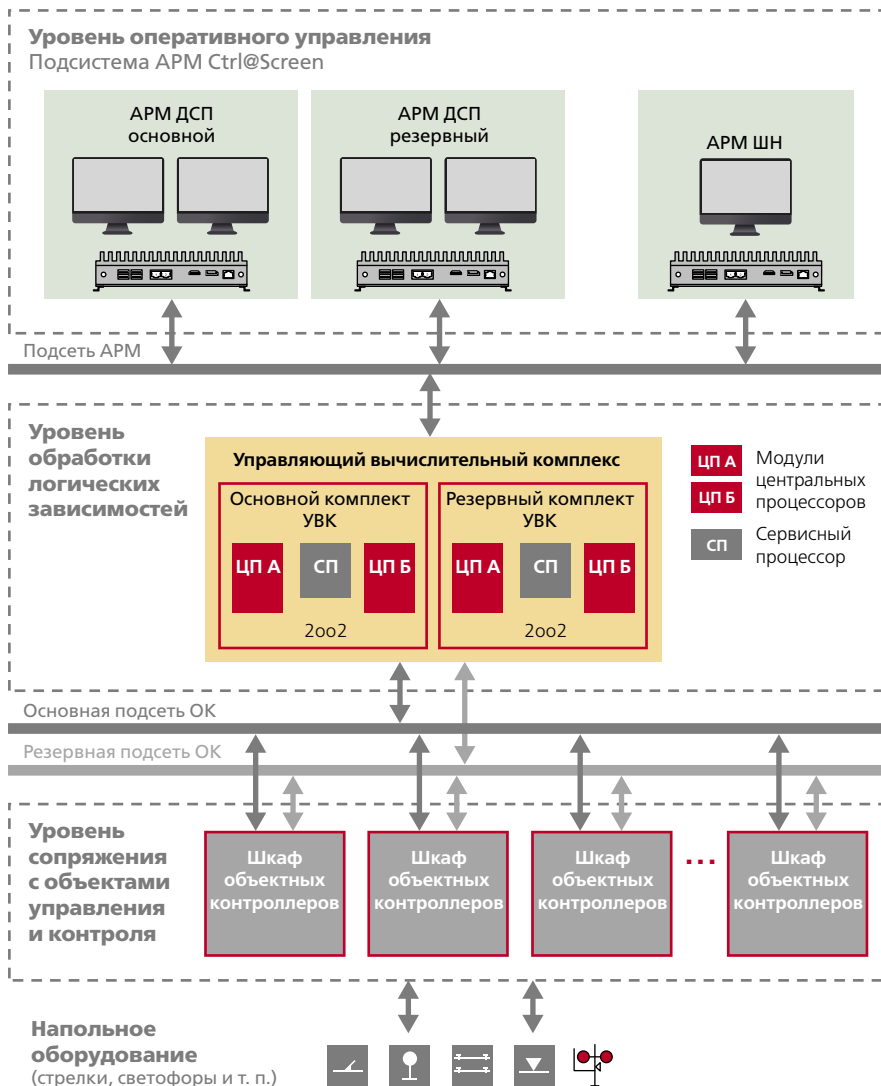 Уровень оперативного управления
Подсистема АРМ Ctrl@Screen
АРМ ДСП
основной
АРМ ДСП
резервный
АРМ ШН
Подсеть АРМ
Уровень
обработки
логических
зависимостей
Управляющий вычислительный комплекс
Основной комплект
УВК
ЦП А
СП
ЦП Б
2oo2
Резервный комплект
УВК
ЦП А
СП
ЦП Б
2oo2
ЦП А
ЦП Б
Модули
центральных
процессоров
СП
Сервисный
процессор
Основная подсеть ОК
Резервная подсеть ОК
Уровень
сопряжения
с объектами
управления
и контроля
Шкаф
объектных
контроллеров
Шкаф
объектных
контроллеров
Шкаф
объектных
контроллеров
...
Шкаф
объектных
контроллеров
Напольное
оборудование
(стрелки, светофоры и т. п.)